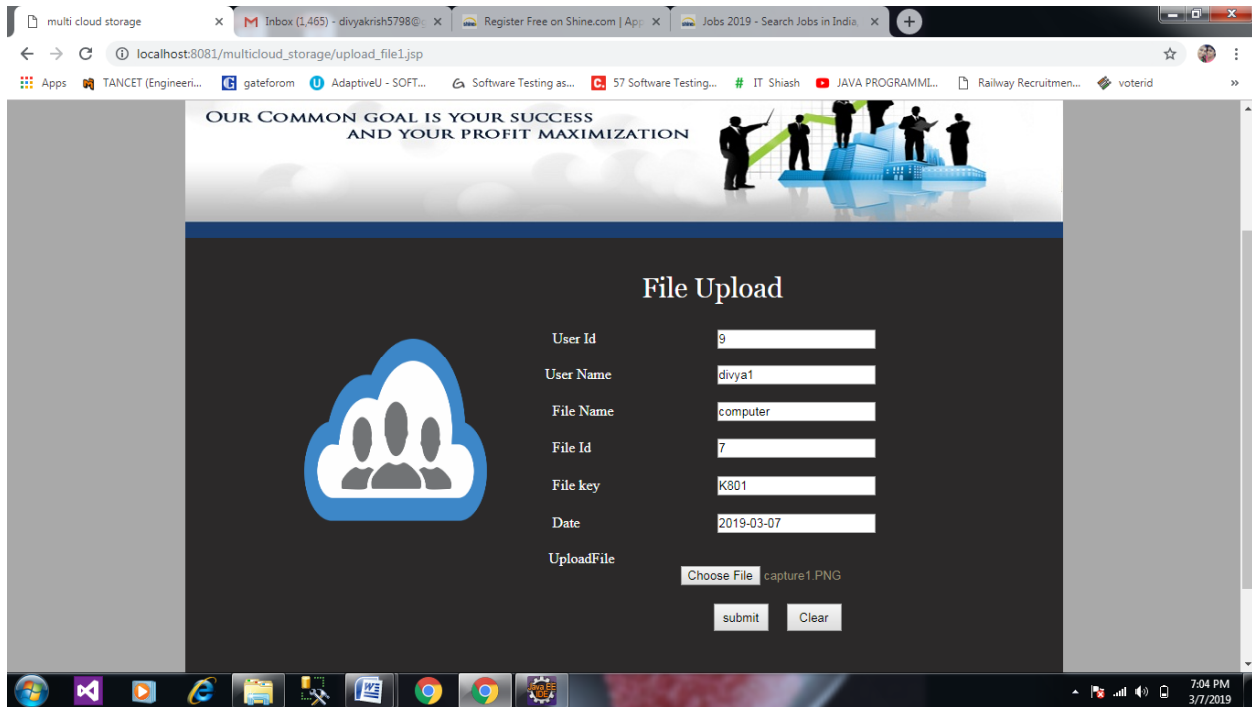 multi cloud storage
Inbox (1,465) - divyakrish5798@g
Register Free on Shine.com | App
Jobs 2019 - Search Jobs in India,
localhost:8081/multicloud_storage/upload_file1.jsp
Apps TANCET (Engineeri... gateforom AdaptiveU - SOFT... Software Testing as... 57 Software Testing... IT Shiash JAVA PROGRAMMI... Railway Recruitmen... voterid »
OUR COMMON GOAL IS YOUR SUCCESS
AND YOUR PROFIT MAXIMIZATION
File Upload
User Id 9
User Name divya1
File Name computer
File Id 7
File key K801
Date 2019-03-07
UploadFile
Choose File capture1.PNG
submit Clear
Java EE
IDE
7:04 PM
3/7/2019